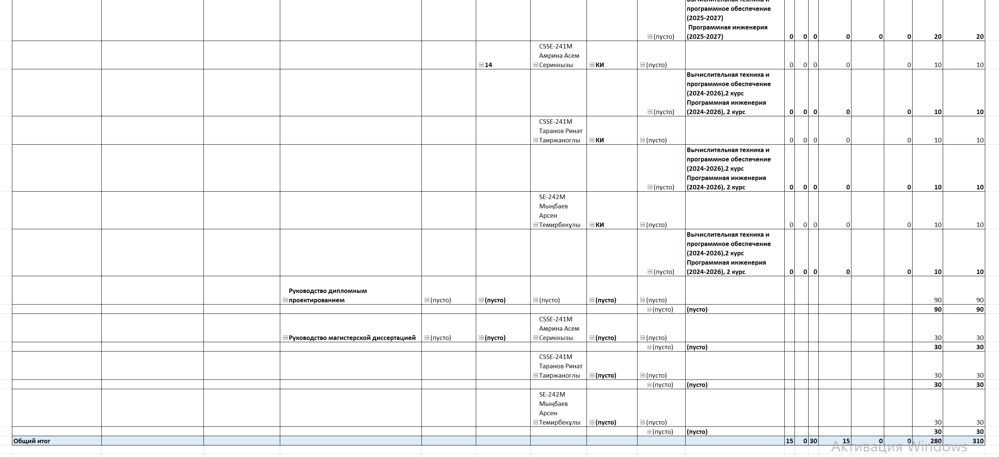 Вычислительная техника и
программное обеспечение
(2025-2027)
Программная инженерия
(пусто) (2025-2027) 0 0 0 0 0 0 20 20
CSSE-241M
Амрина Асем
14 Сериккызы КИ (пусто) 0 0 0 0 0 10 10
Вычислительная техника и
программное обеспечение
(2024-2026),2 курс
Программная инженерия
(пусто) (2024-2026), 2 курс 0 0 0 0 0 10 10
CSSE-241M
Таранов Ринат
Таиржаноглы КИ (пусто) 0 0 0 0 0 10 10
Вычислительная техника и
программное обеспечение
(2024-2026),2 курс
Программная инженерия
(пусто) (2024-2026), 2 курс 0 0 0 0 0 10 10
SE-242M
Мыңбаев
Арсен
Темирбекұлы КИ (пусто) 0 0 0 0 0 10 10
Вычислительная техника и
программное обеспечение
(2024-2026),2 курс
Программная инженерия
(пусто) (2024-2026), 2 курс 0 0 0 0 0 10 10
Руководство дипломным
проектированием (пусто) (пусто) (пусто) (пусто) (пусто) 90 90
(пусто) (пусто) 90 90
CSSE-241M
Амрина Асем
Руководство магистерской диссертацией (пусто) (пусто) Сериккызы (пусто) (пусто) 30 30
(пусто) (пусто) 30 30
CSSE-241M
Таранов Ринат
Таиржаноглы (пусто) (пусто) 30 30
(пусто) (пусто) 30 30
SE-242M
Мыңбаев
Арсен
Темирбекұлы (пусто) (пусто) 30 30
(пусто) (пусто) 30 30
Общий итог 15 0 30 15 0 0 280 310
Активация Windows